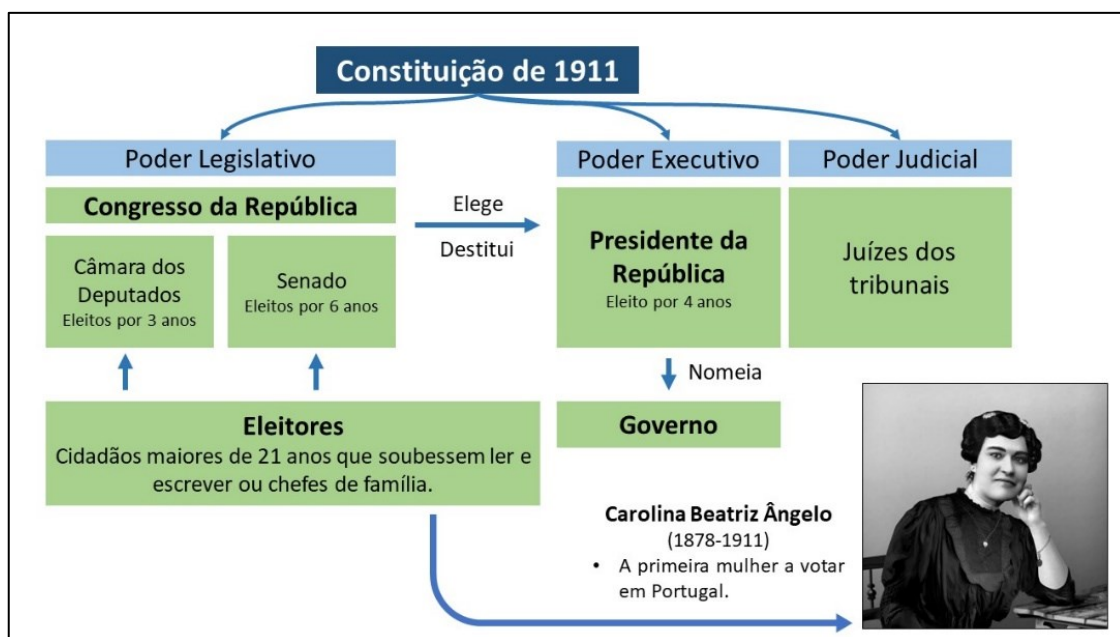 Constituição de 1911
Poder Legislativo
Congresso da República
Câmara dos
Deputados
Eleitos por 3 anos
Senado
Eleitos por 6 anos
Elege
Destitui
Poder Executivo
Presidente da
República
Eleito por 4 anos
Nomeia
Governo
Poder Judicial
Juízes dos
tribunais
Eleitores
Cidadãos maiores de 21 anos que soubessem ler e
escrever ou chefes de família.
Carolina Beatriz Ângelo
(1878-1911)
• A primeira mulher a votar
em Portugal.